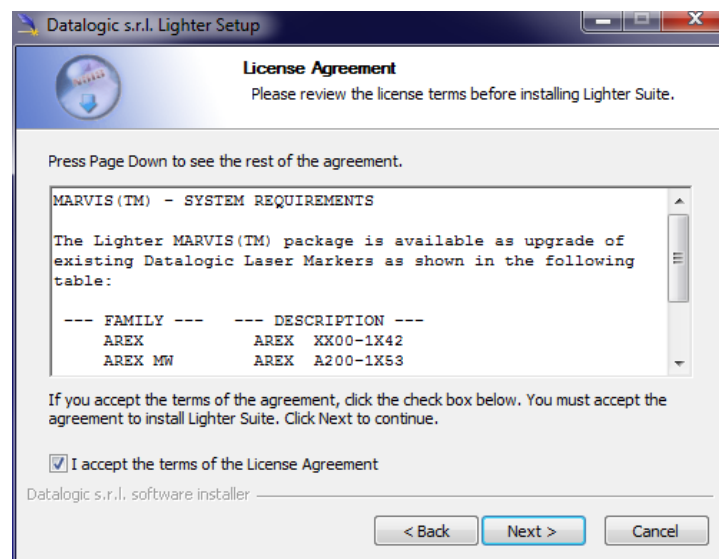 Datalogic s.r.l. Lighter Setup
License Agreement
Please review the license terms before installing Lighter Suite.
Press Page Down to see the rest of the agreement.
MARVIS(TM) - SYSTEM REQUIREMENTS
The Lighter MARVIS(TM) package is available as upgrade of
existing Datalogic Laser Markers as shown in the following
table:
--- FAMILY --- --- DESCRIPTION ---
AREX AREX XX00-1X42
AREX MW AREX A200-1X53
If you accept the terms of the agreement, click the check box below. You must accept the
agreement to install Lighter Suite. Click Next to continue.
I accept the terms of the License Agreement
Datalogic s.r.l. software installer
< Back Next > Cancel